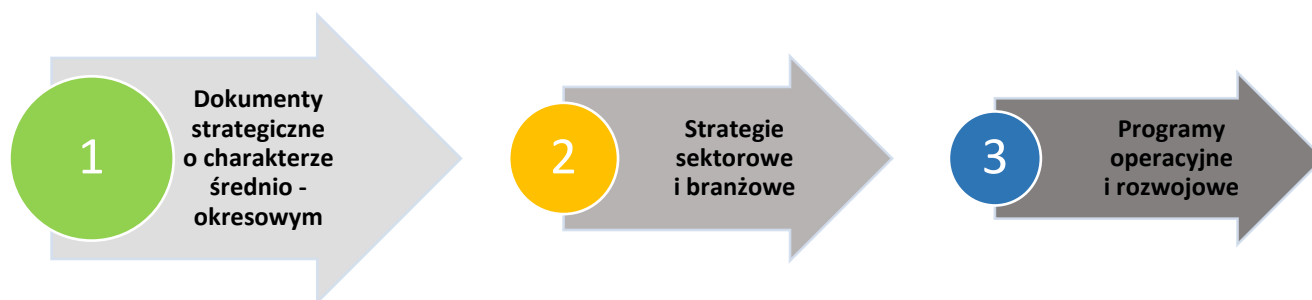 1
Dokumenty
strategiczne
o charakterze
średnio -
okresowym
2
Strategie
sektorowe
i branżowe
3
Programy
operacyjne
i rozwojowe